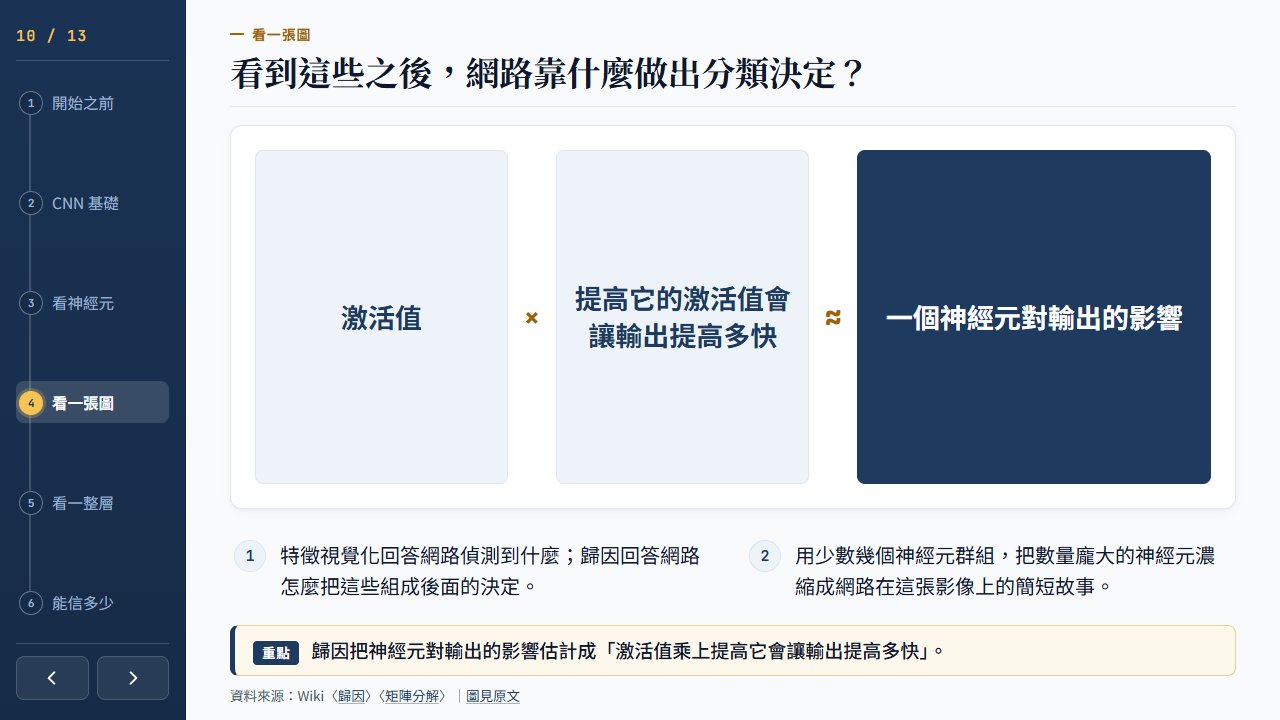 10 / 13
1 開始之前
2 CNN 基礎
3 看神經元
4 看一張圖
5 看一整層
6 能信多少
看一張圖
看到這些之後，網路靠什麼做出分類決定？
激活值
×
提高它的激活值會
讓輸出提高多快
≈
一個神經元對輸出的影響
1 特徵視覺化回答網路偵測到什麼；歸因回答網路
怎麼把這些組成後面的決定。
2 用少數幾個神經元群組，把數量龐大的神經元濃
縮成網路在這張影像上的簡短故事。
重點 歸因把神經元對輸出的影響估計成「激活值乘上提高它會讓輸出提高多快」。
資料來源：Wiki〈歸因〉〈矩陣分解〉｜圖見原文